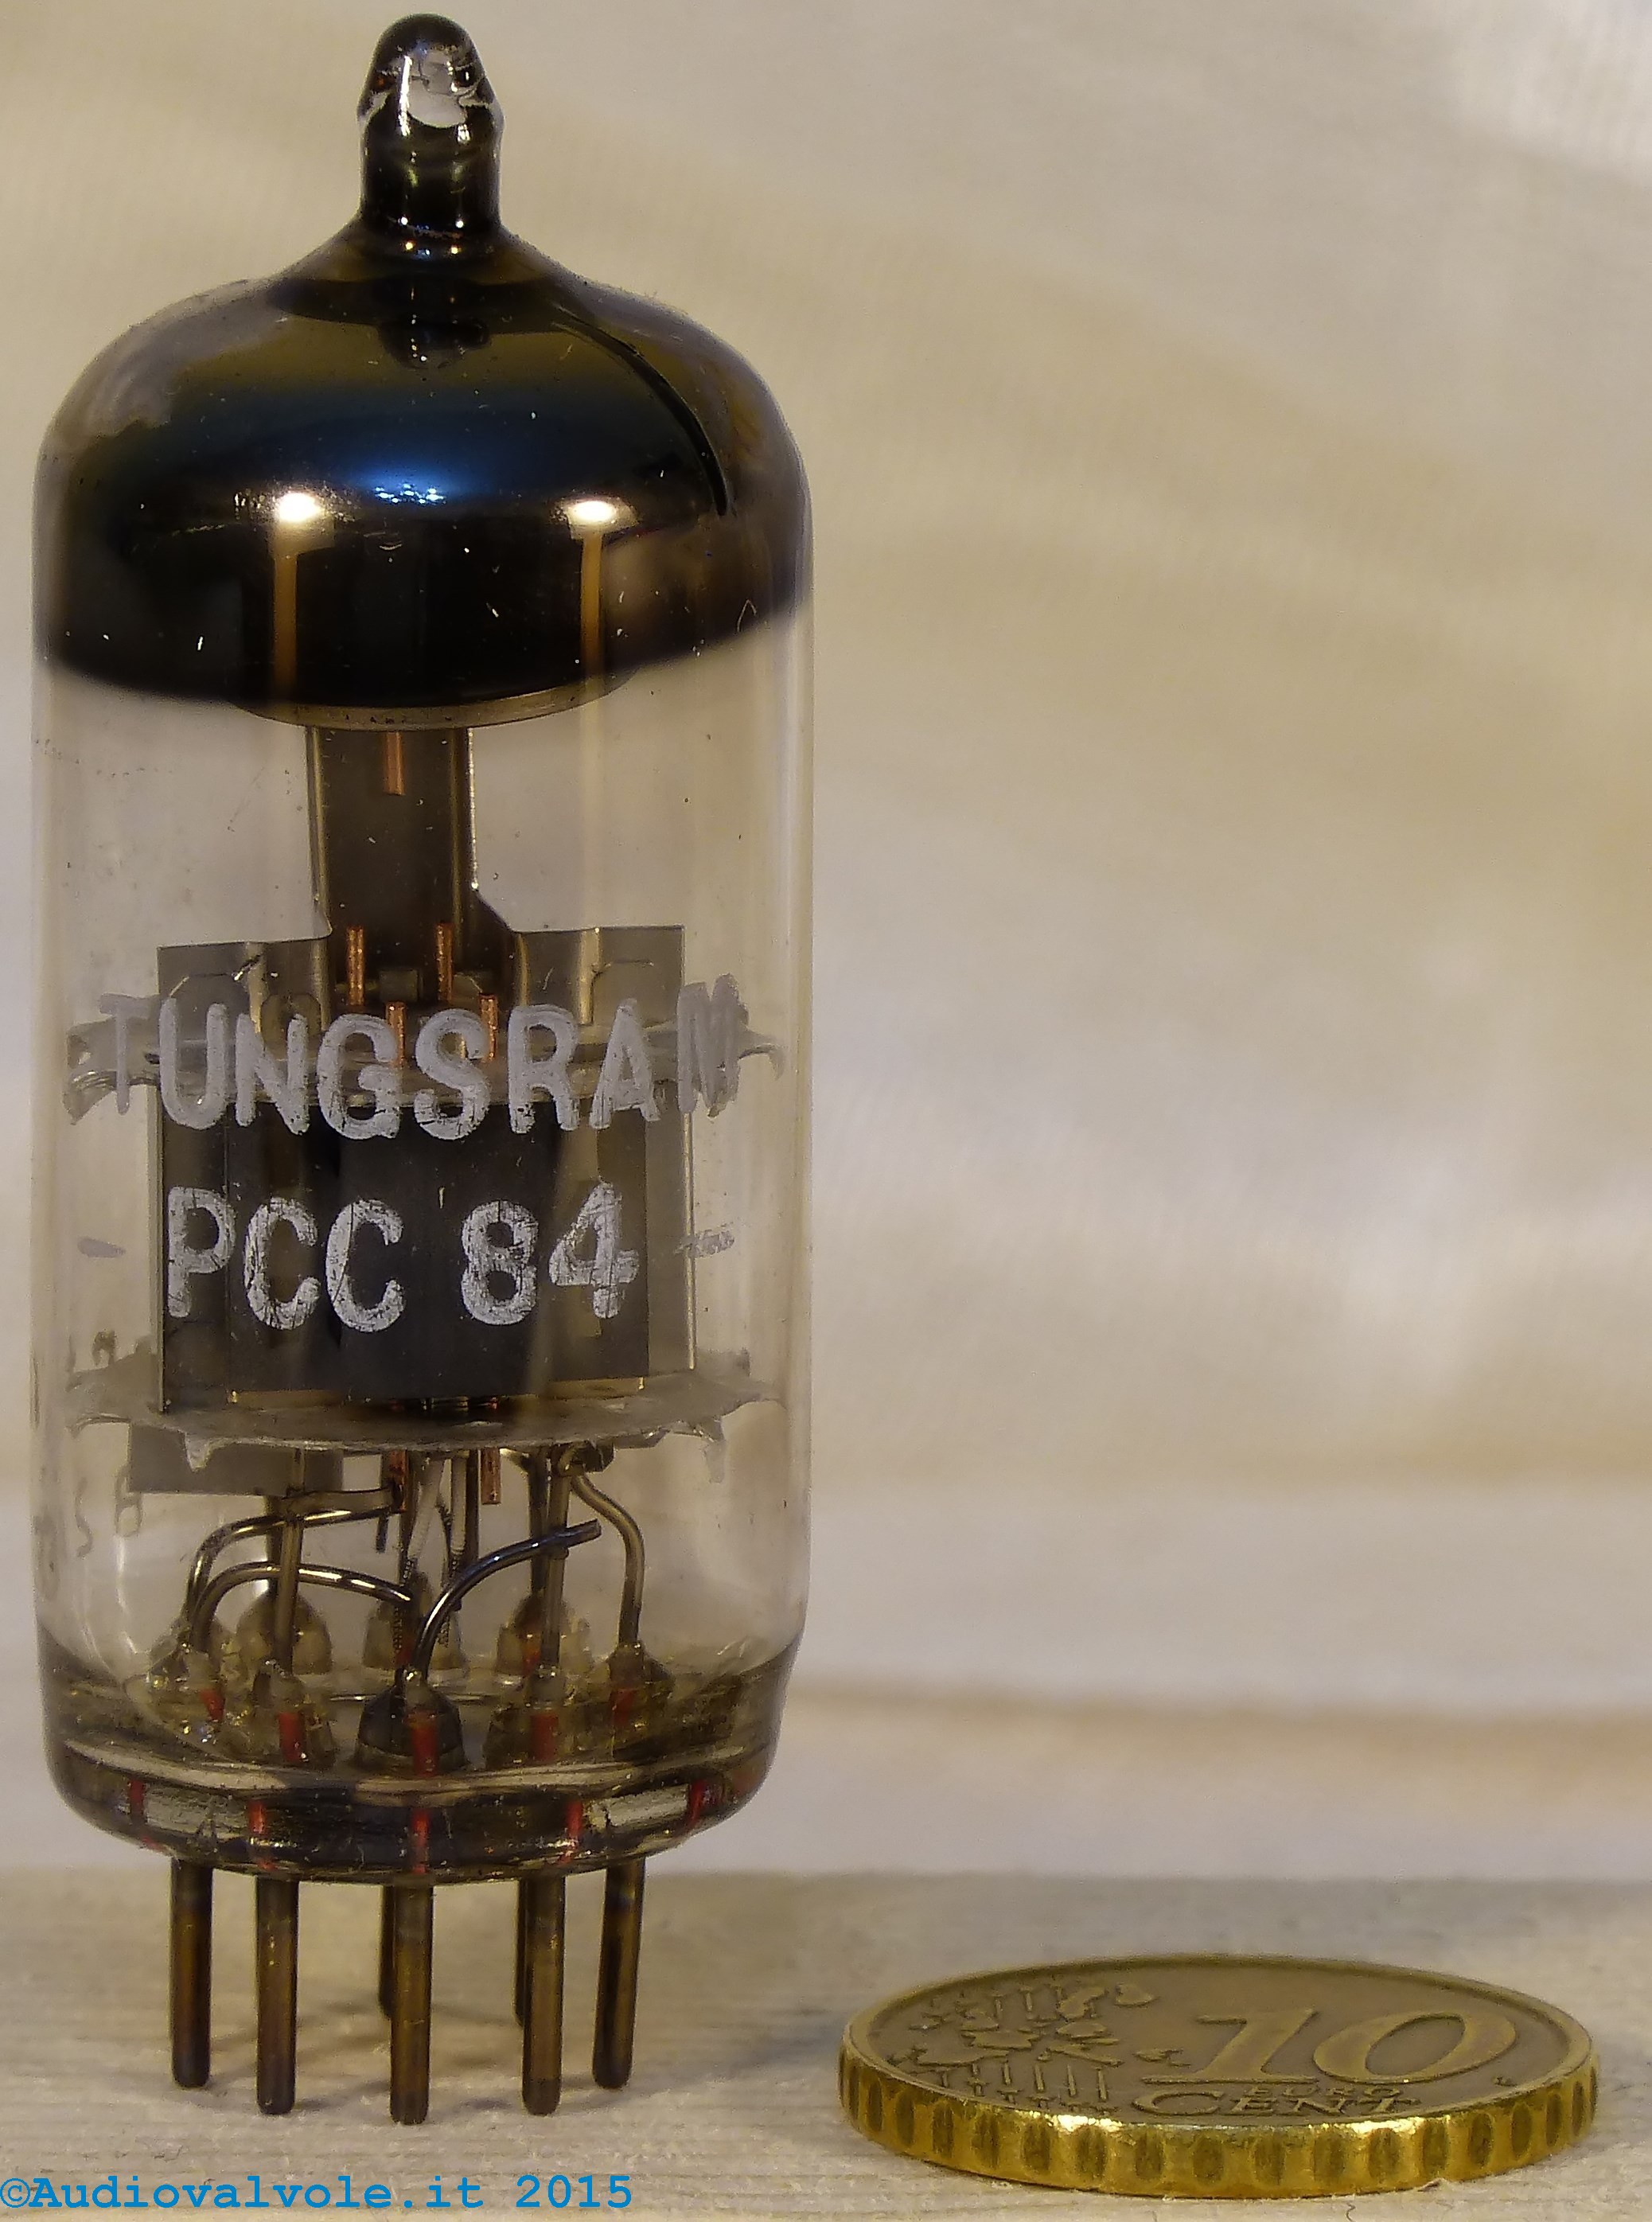 TUNGSRAM
- PCC 84 -
10
EURO
CENT
©Audiovalvole.it 2015